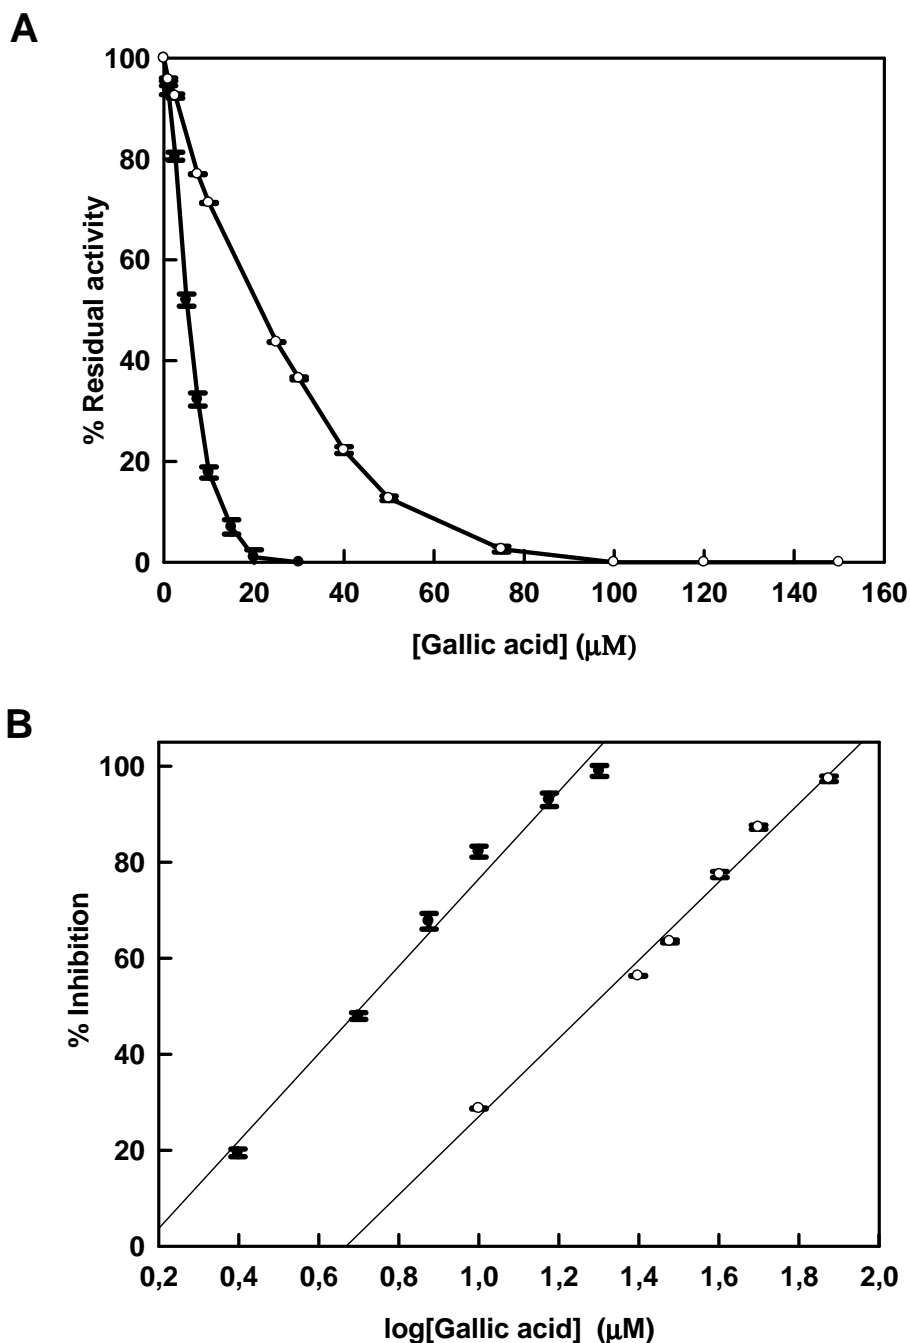 A
100
80
60
40
20
0
% Residual activity
0 20 40 60 80 100 120 140 160
[Gallic acid] (μM)
B
100
80
60
40
20
0
% Inhibition
0,2 0,4 0,6 0,8 1,0 1,2 1,4 1,6 1,8 2,0
log[Gallic acid] (μM)